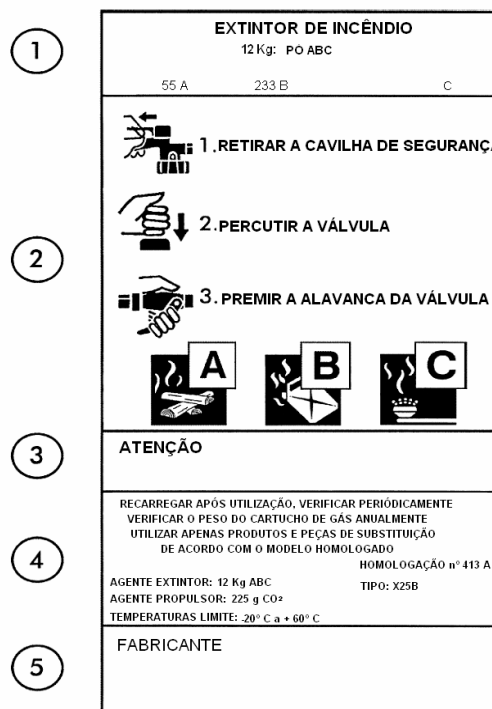 1
EXTINTOR DE INCÊNDIO
12 Kg: PÓ ABC
55 A 233 B C
2
1. RETIRAR A CAVILHA DE SEGURANÇA
2. PERCUTIR A VÁLVULA
3. PREMIR A ALAVANCA DA VÁLVULA
A B C
3
ATENÇÃO
4
RECARREGAR APÓS UTILIZAÇÃO, VERIFICAR PERIÓDICAMENTE
VERIFICAR O PESO DO CARTUCHO DE GÁS ANUALMENTE
UTILIZAR APENAS PRODUTOS E PEÇAS DE SUBSTITUIÇÃO
DE ACORDO COM O MODELO HOMOLOGADO
HOMOLOGAÇÃO nº 413 A
AGENTE EXTINTOR: 12 Kg ABC TIPO: X25B
AGENTE PROPULSOR: 225 g CO²
TEMPERATURAS LIMITE: -20º C a + 60º C
5
FABRICANTE